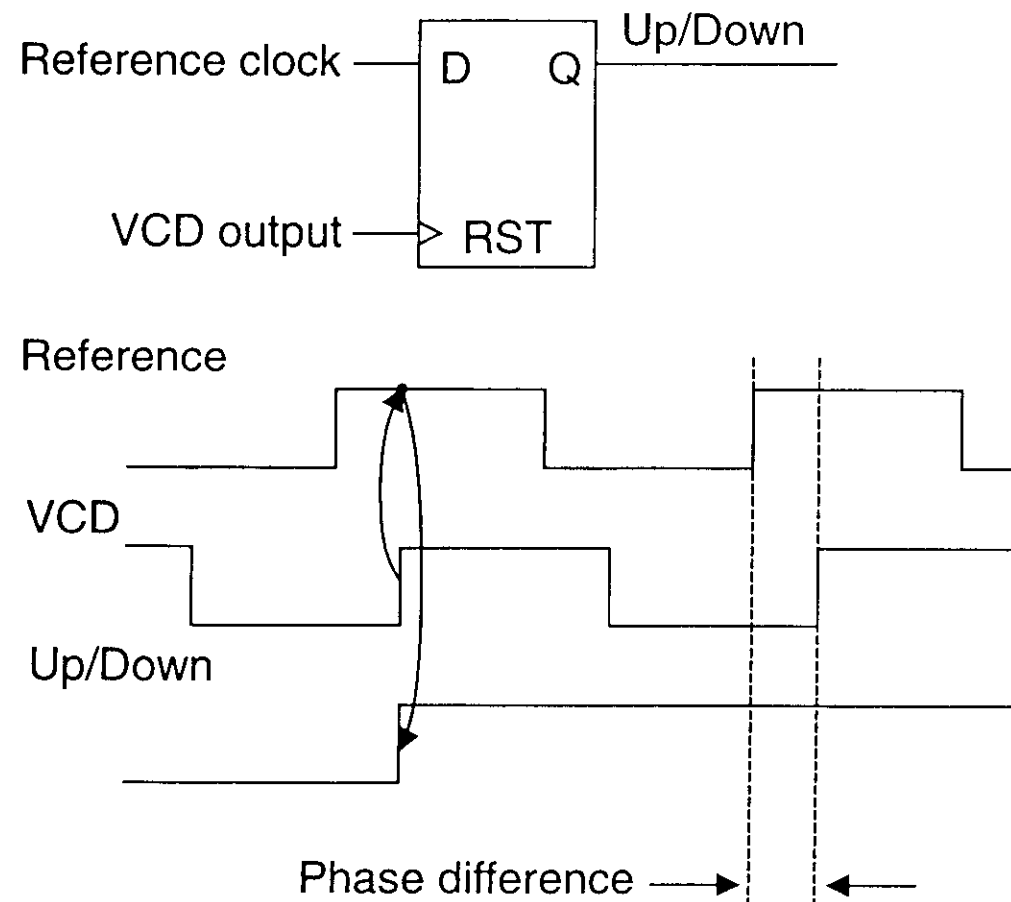 Up/Down
Reference clock
D
Q
VCD output
RST
Reference
VCD
Up/Down
Phase difference